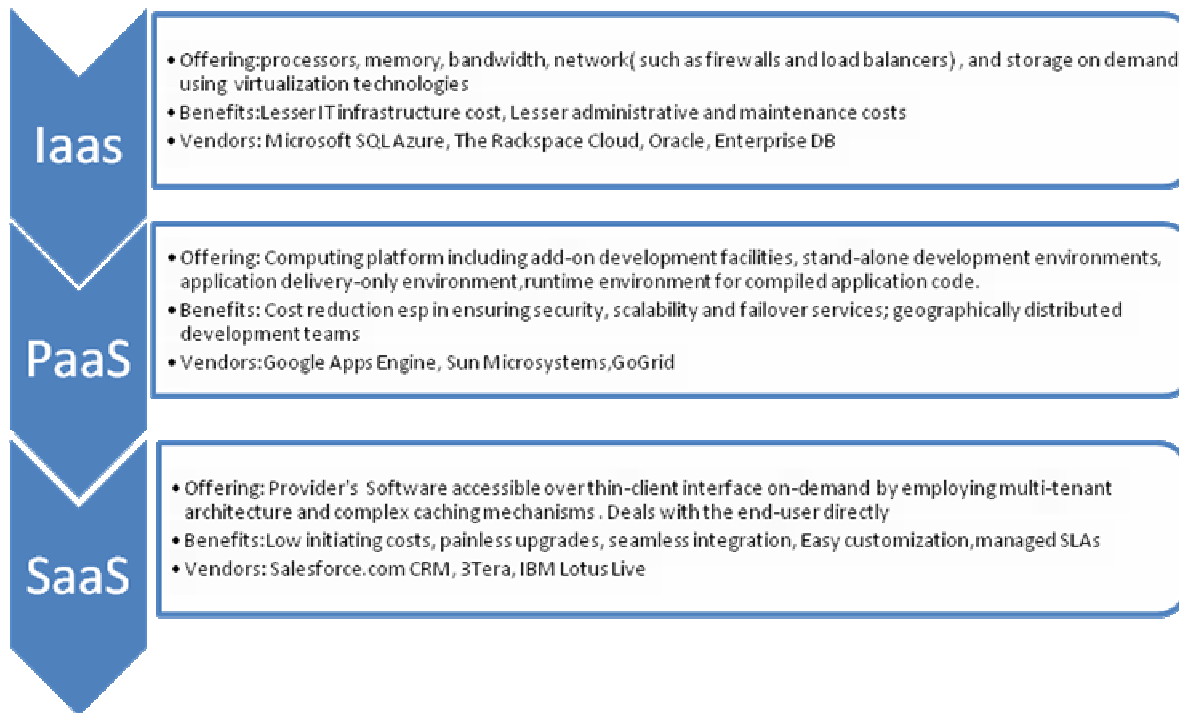 Iaas
• Offering:processors, memory, bandwidth, network( such as firewalls and load balancers) , and storage on demand
using virtualization technologies
• Benefits:Lesser IT infrastructure cost, Lesser administrative and maintenance costs
• Vendors: Microsoft SQL Azure, The Rackspace Cloud, Oracle, Enterprise DB
PaaS
• Offering: Computing platform including add-on development facilities, stand-alone development environments,
application delivery-only environment,runtime environment for compiled application code.
• Benefits: Cost reduction esp in ensuring security, scalability and failover services; geographically distributed
development teams
• Vendors:Google Apps Engine, Sun Microsystems,GoGrid
SaaS
• Offering: Provider's Software accessible over thin-client interface on-demand by employing multi-tenant
architecture and complex caching mechanisms . Deals with the end-user directly
• Benefits:Low initiating costs, painless upgrades, seamless integration, Easy customization,managed SLAs
• Vendors: Salesforce.com CRM, 3Tera, IBM Lotus Live